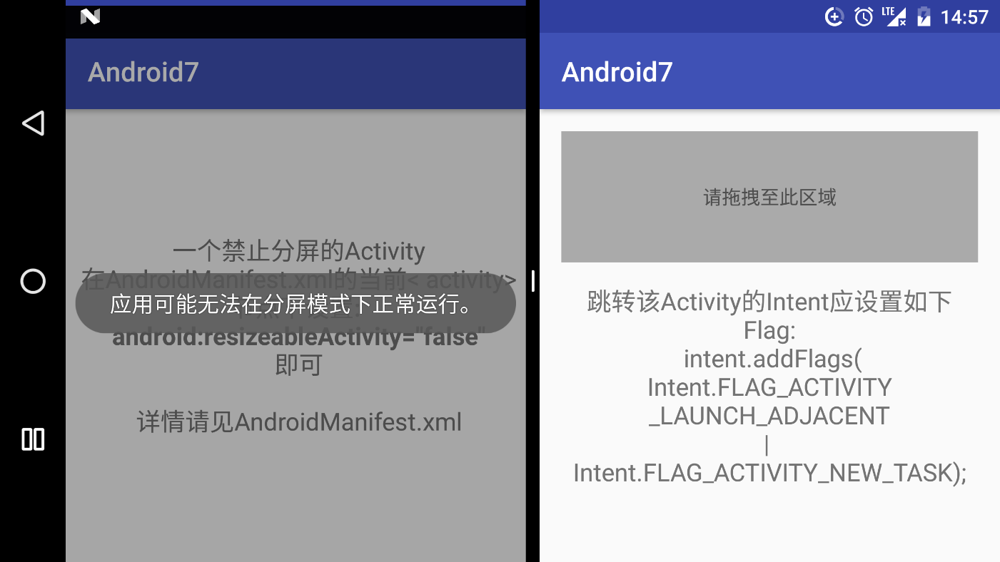 Android7
一个禁止分屏的Activity
在AndroidManifest.xml的当前< activity>
应用可能无法在分屏模式下正常运行。
android:resizeableActivity="false"
即可
详情请见AndroidManifest.xml
LTE
14:57
Android7
请拖拽至此区域
跳转该Activity的Intent应设置如下
Flag:
intent.addFlags(
Intent.FLAG_ACTIVITY
_LAUNCH_ADJACENT
|
Intent.FLAG_ACTIVITY_NEW_TASK);